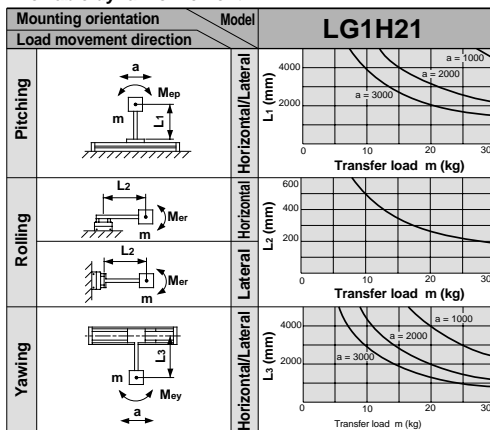 Mounting orientation
Model
Load movement direction
LG1H21
Pitching
a
Mep
m
L1
Horizontal/Lateral
L1 (mm)
4000
2000
a = 1000
a = 2000
a = 3000
0
10
20
30
Transfer load m (kg)
Rolling
L2
Mer
m
Horizontal
L2
Mer
m
Lateral
L2 (mm)
600
400
200
0
10
20
30
Transfer load m (kg)
Yawing
L3
m
Mey
a
Horizontal/Lateral
L3 (mm)
4000
2000
a = 1000
a = 2000
a = 3000
0
10
20
30
Transfer load m (kg)